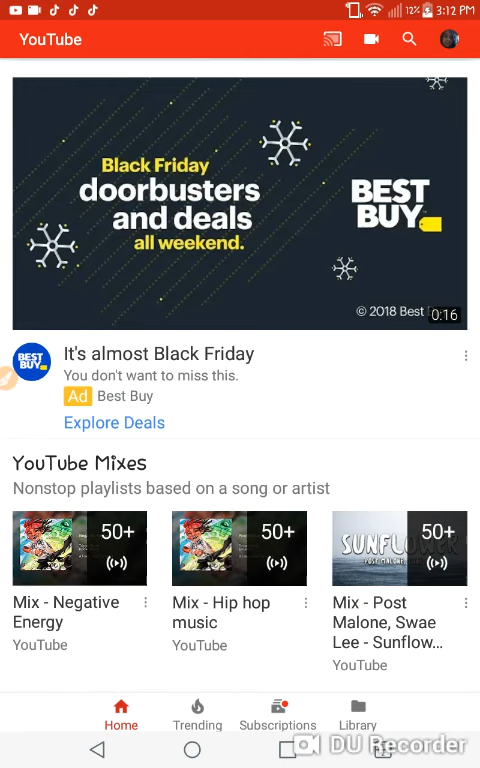 12% 3:12 PM
YouTube
Black Friday
doorbusters
and deals
all weekend.
BEST
BUY
© 2018 Best
0:16
BEST
BUY
It's almost Black Friday
You don't want to miss this.
Ad Best Buy
Explore Deals
YouTube Mixes
Nonstop playlists based on a song or artist
50+ 50+ 50+
SUNFLOWER
POST MALONE,
Mix - Negative
Energy
YouTube
Mix - Hip hop
music
YouTube
Mix - Post
Malone, Swae
Lee - Sunflow...
YouTube
Home Trending Subscriptions Library
DU Recorder